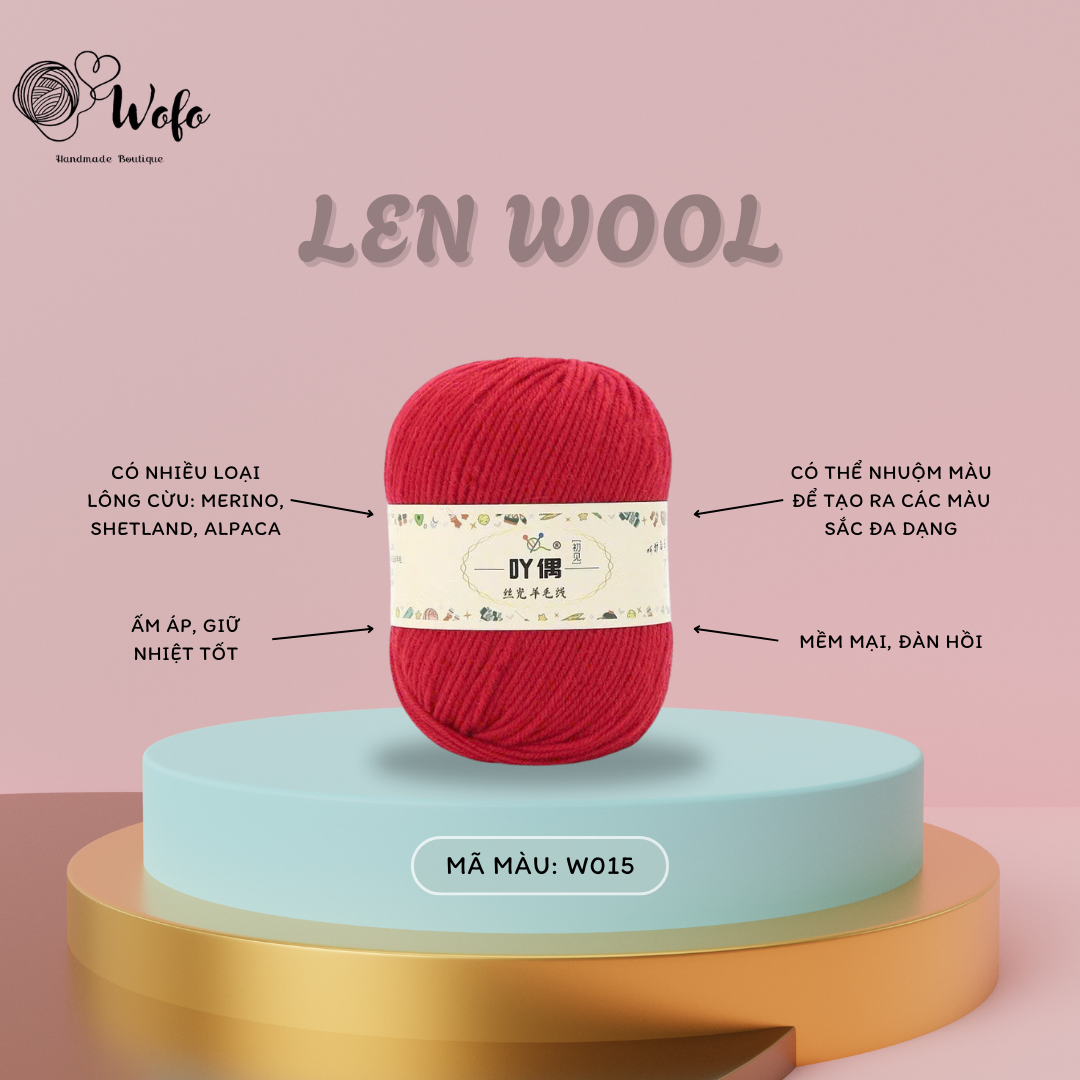 Wofo
Handmade Boutique
LEN WOOL
CÓ NHIỀU LOẠI
LÔNG CỪU: MERINO,
SHETLAND, ALPACA
CÓ THỂ NHUỘM MÀU
ĐỂ TẠO RA CÁC MÀU
SẮC ĐA DẠNG
®
初见
吖偶
丝光羊毛线
ẤM ÁP, GIỮ
NHIỆT TỐT
MỀM MẠI, ĐÀN HỒI
MÃ MÀU: W015